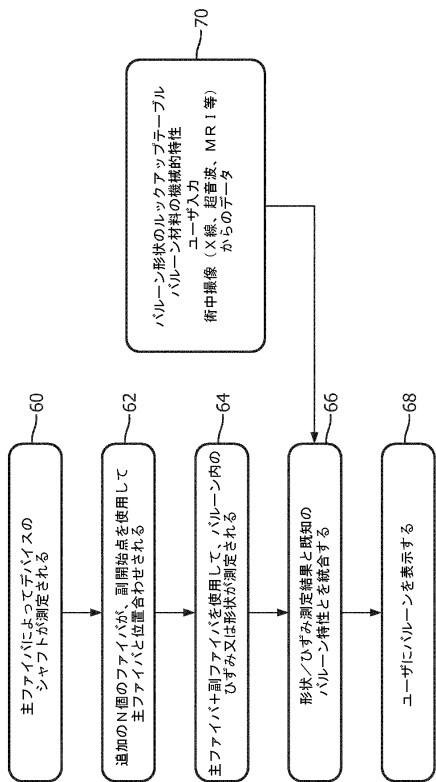 60
主ファイバによってデバイスの
シャフトが測定される
62
追加のN個のファイバが、副開始点を使用して
主ファイバと位置合わせされる
64
主ファイバ+副ファイバを使用して、バルーン内の
ひずみ又は形状が測定される
66
形状/ひずみ測定結果と既知の
バルーン特性とを統合する
68
ユーザにバルーンを表示する
70
バルーン形状のルックアップテーブル
バルーン材料の機械的特性
ユーザ入力
術中撮像（X線、超音波、MRI等）
からのデータ